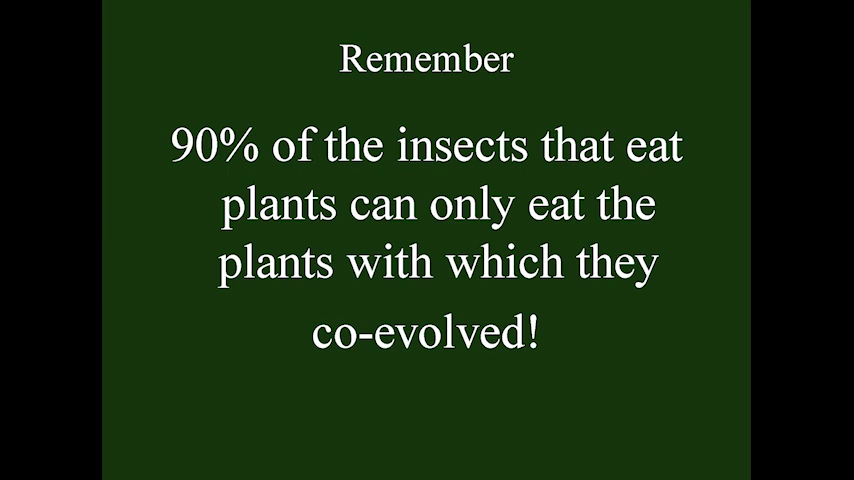 Remember
90% of the insects that eat
plants can only eat the
plants with which they
co-evolved!